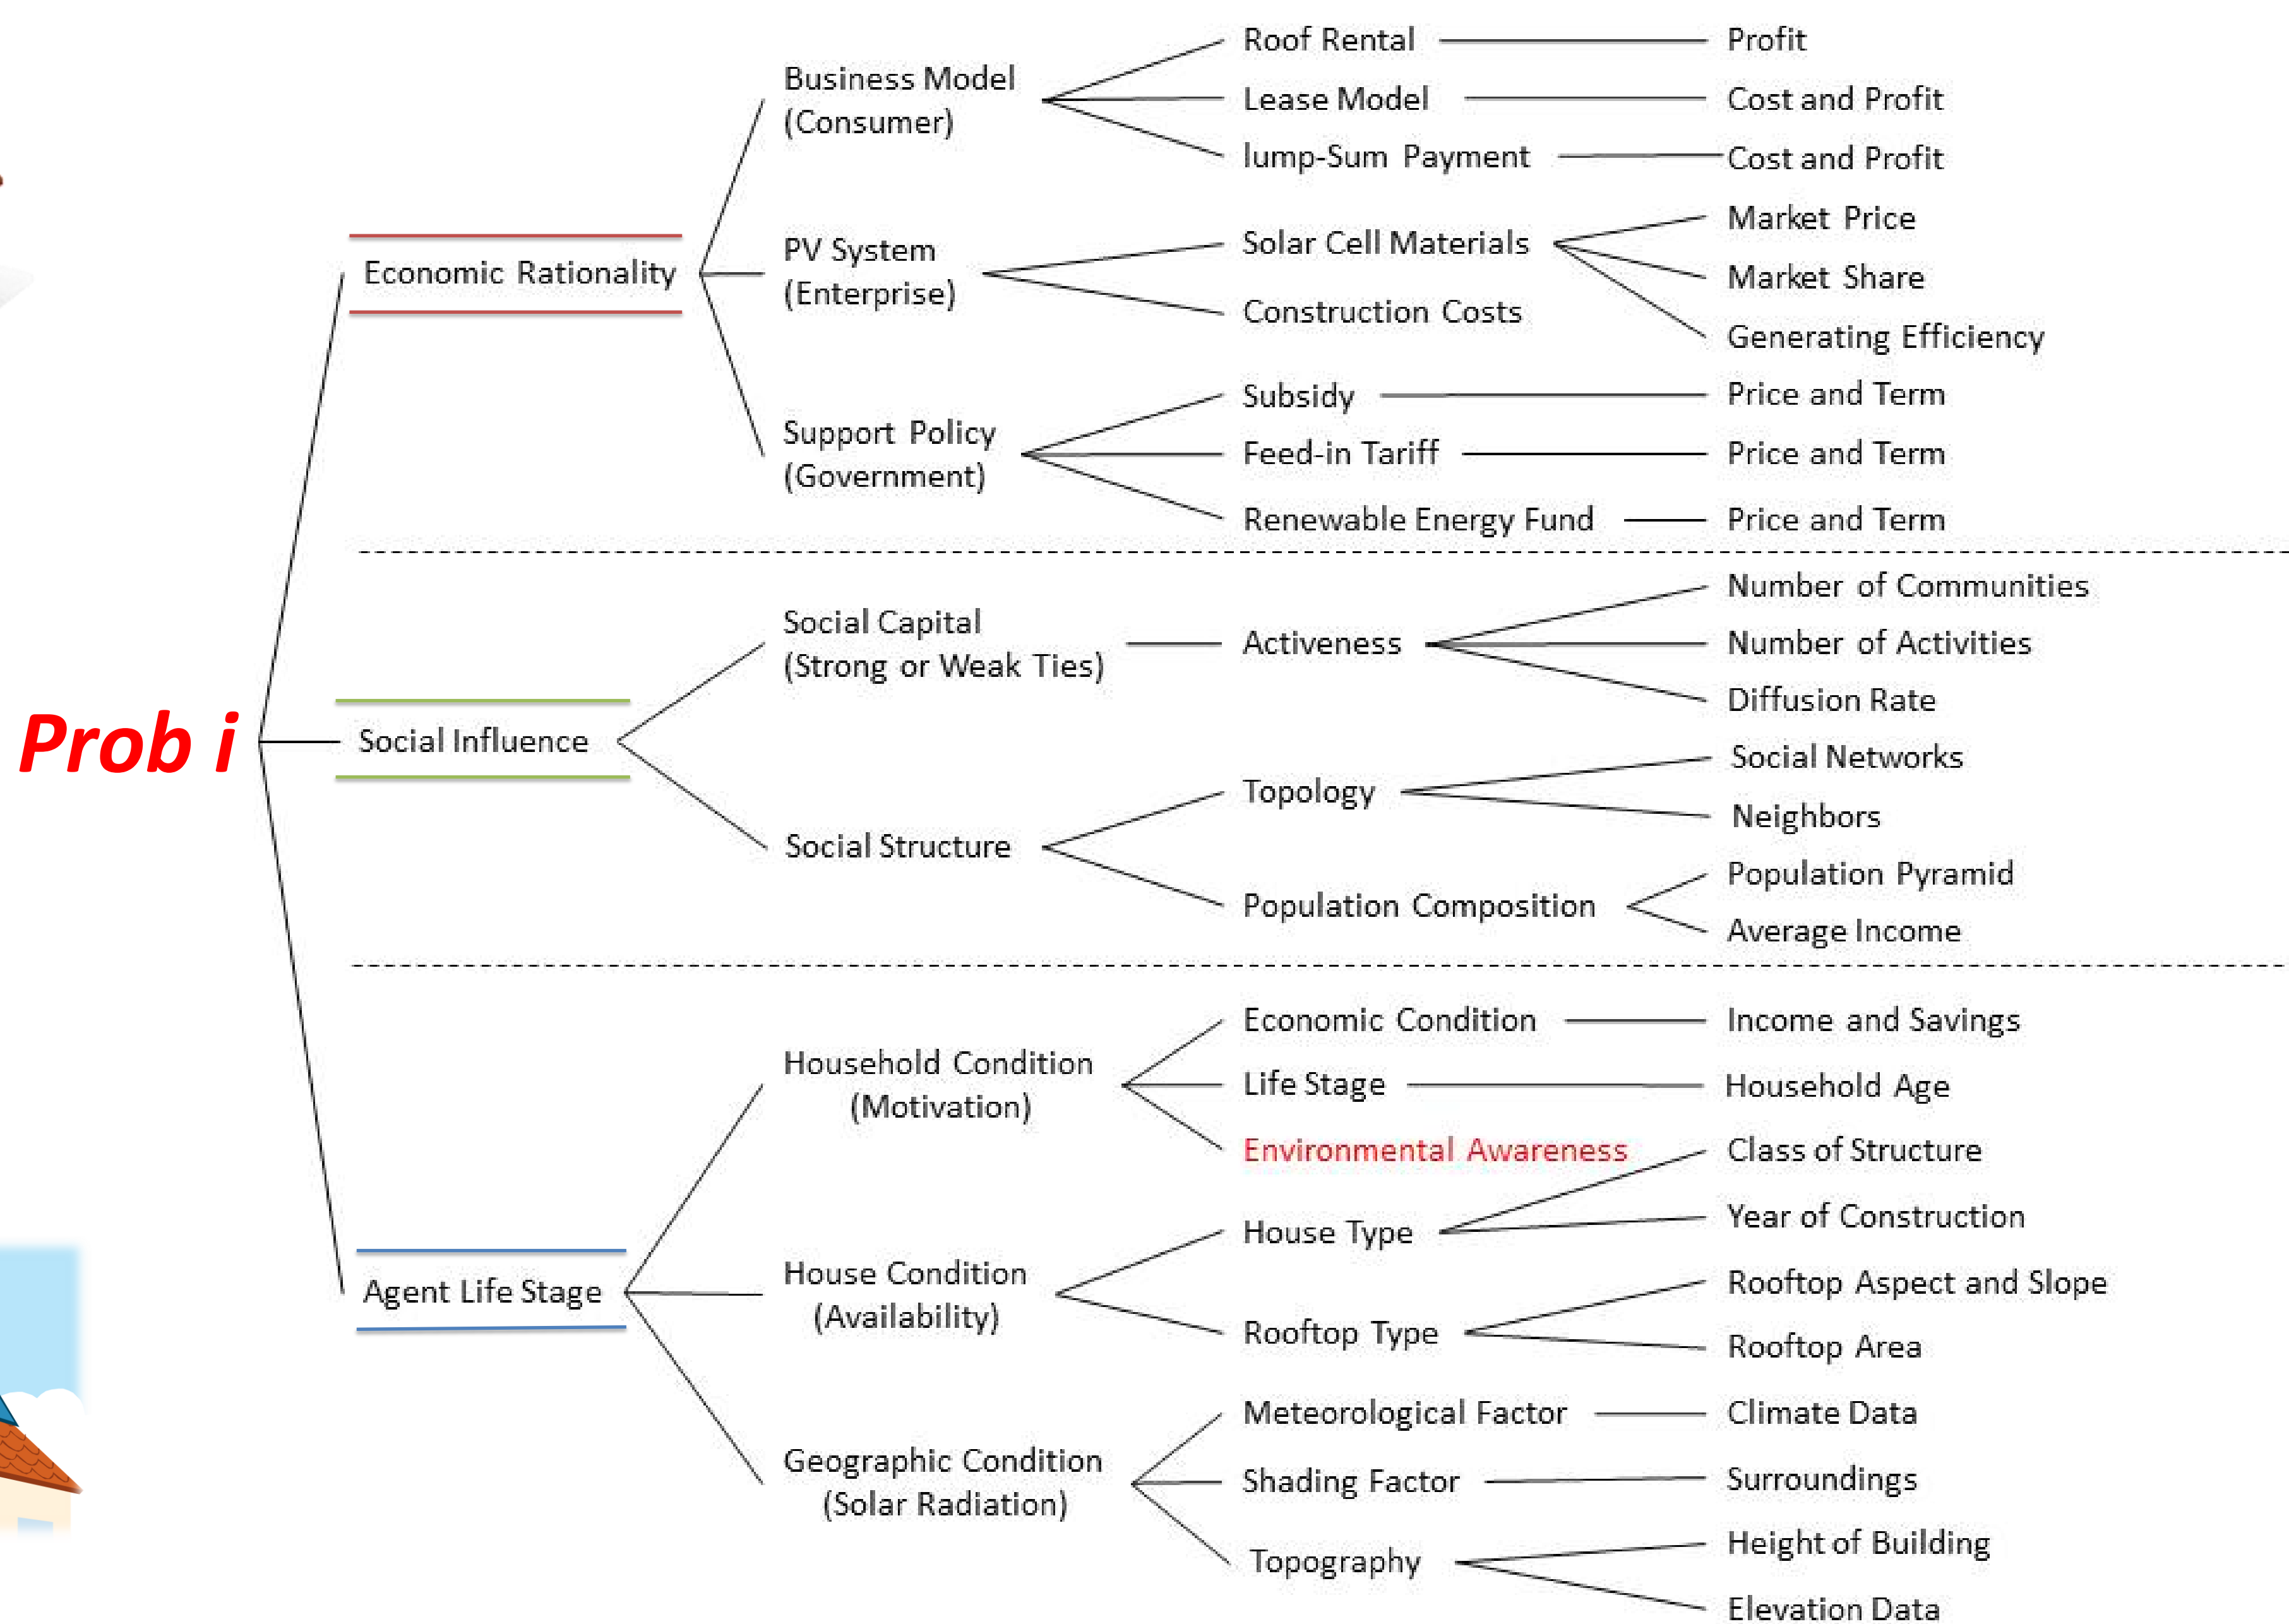 Prob i
Economic Rationality
Business Model
(Consumer)
Roof Rental
Profit
Lease Model
Cost and Profit
lump-Sum Payment
Cost and Profit
PV System
(Enterprise)
Solar Cell Materials
Market Price
Market Share
Generating Efficiency
Construction Costs
Support Policy
(Government)
Subsidy
Price and Term
Feed-in Tariff
Price and Term
Renewable Energy Fund
Price and Term
Social Influence
Social Capital
(Strong or Weak Ties)
Activeness
Number of Communities
Number of Activities
Diffusion Rate
Social Structure
Topology
Social Networks
Neighbors
Population Composition
Population Pyramid
Average Income
Agent Life Stage
Household Condition
(Motivation)
Economic Condition
Income and Savings
Life Stage
Household Age
Environmental Awareness
House Condition
(Availability)
House Type
Class of Structure
Year of Construction
Rooftop Type
Rooftop Aspect and Slope
Rooftop Area
Geographic Condition
(Solar Radiation)
Meteorological Factor
Climate Data
Shading Factor
Surroundings
Topography
Height of Building
Elevation Data